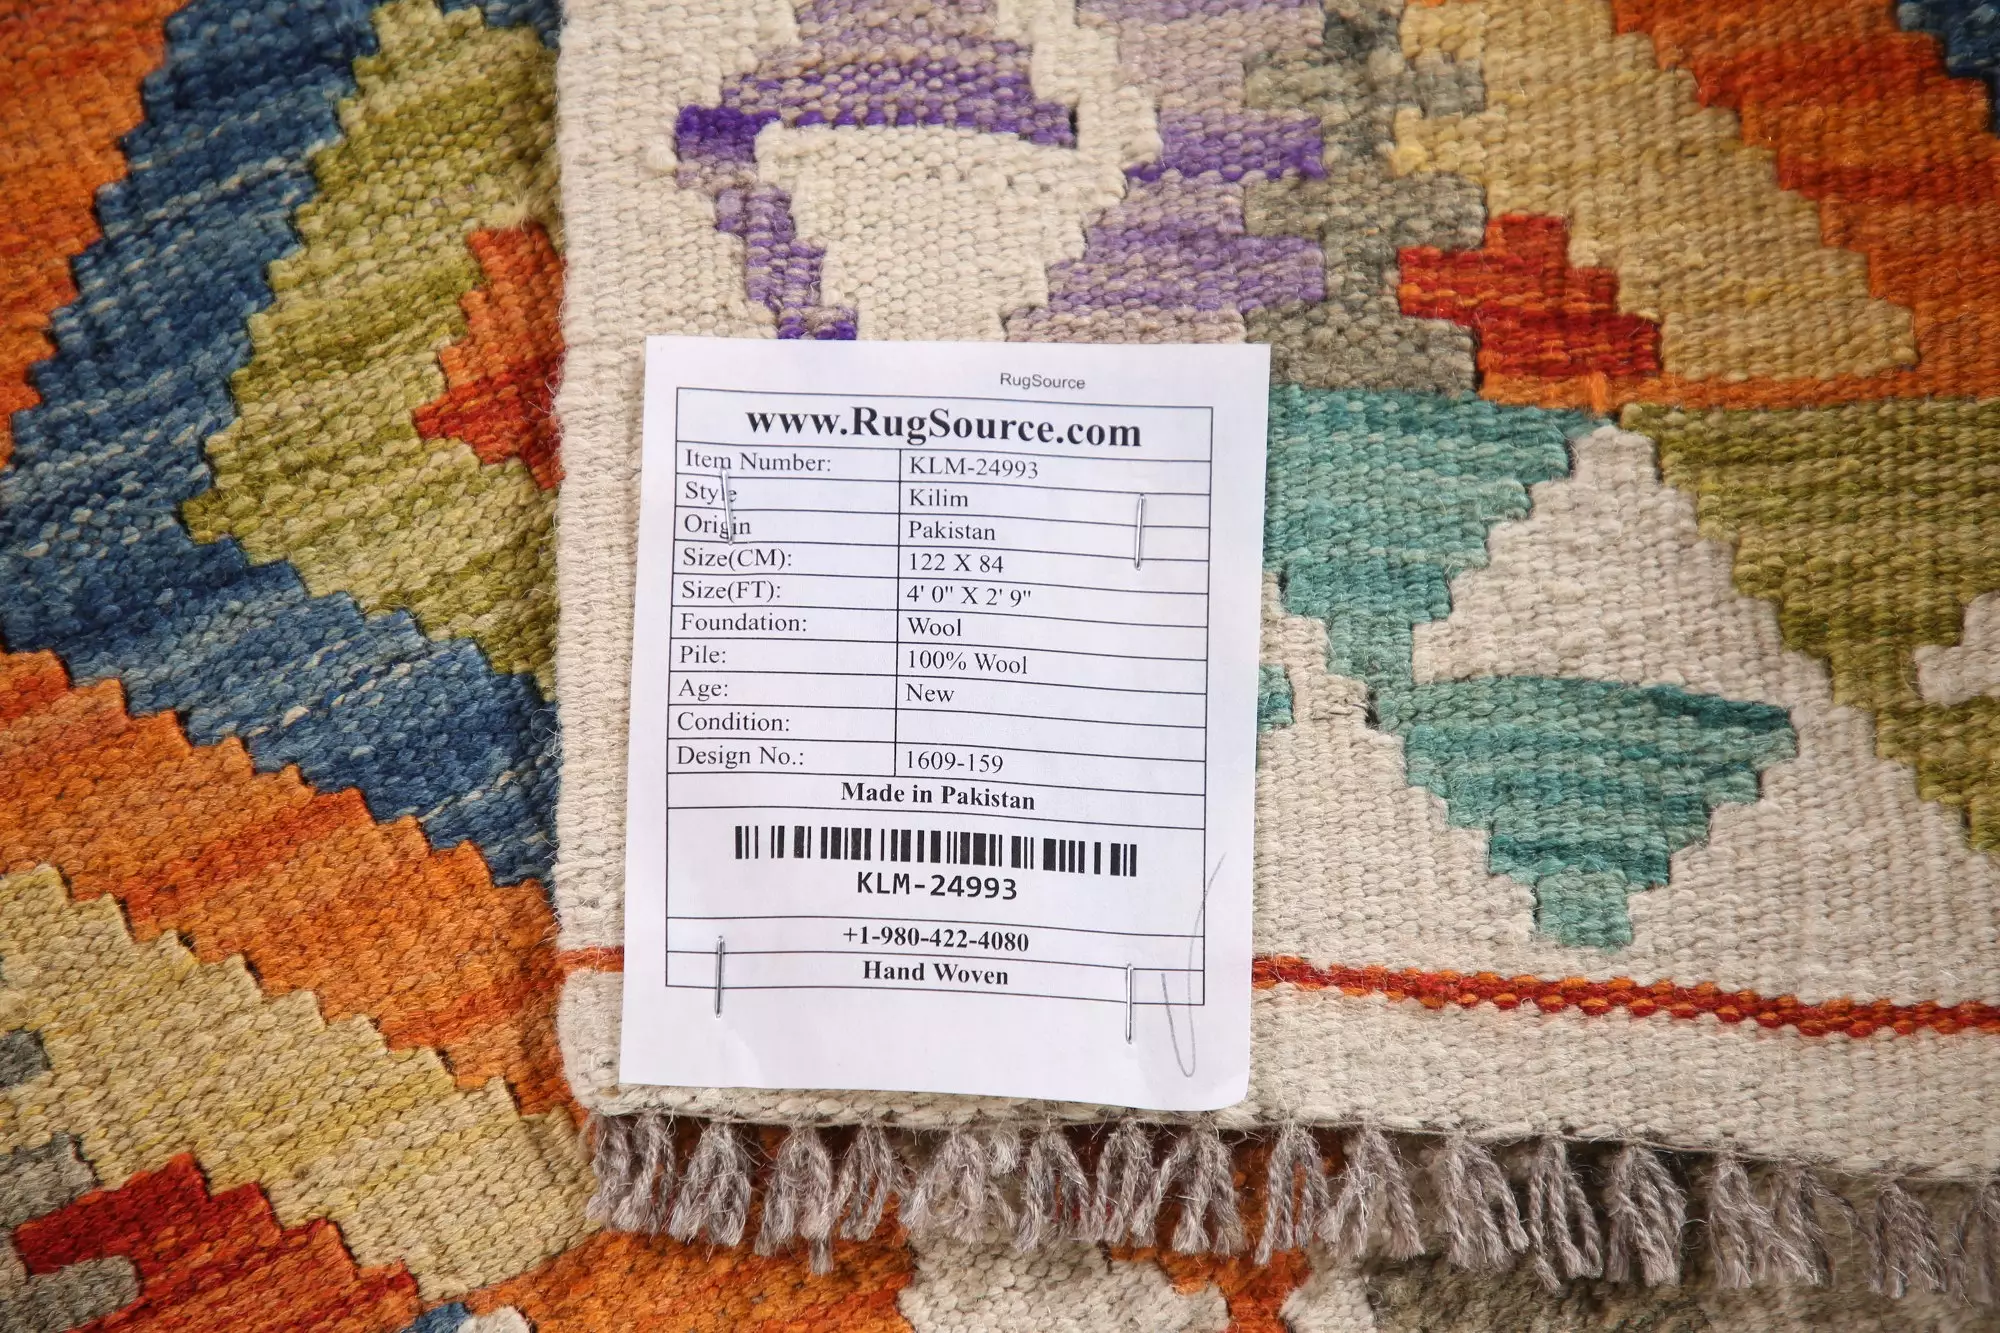 RugSource
www.RugSource.com
Item Number: KLM-24993
Style Kilim
Origin Pakistan
Size(CM): 122 X 84
Size(FT): 4' 0" X 2' 9"
Foundation: Wool
Pile: 100% Wool
Age: New
Condition:
Design No.: 1609-159
Made in Pakistan
KLM-24993
+1-980-422-4080
Hand Woven